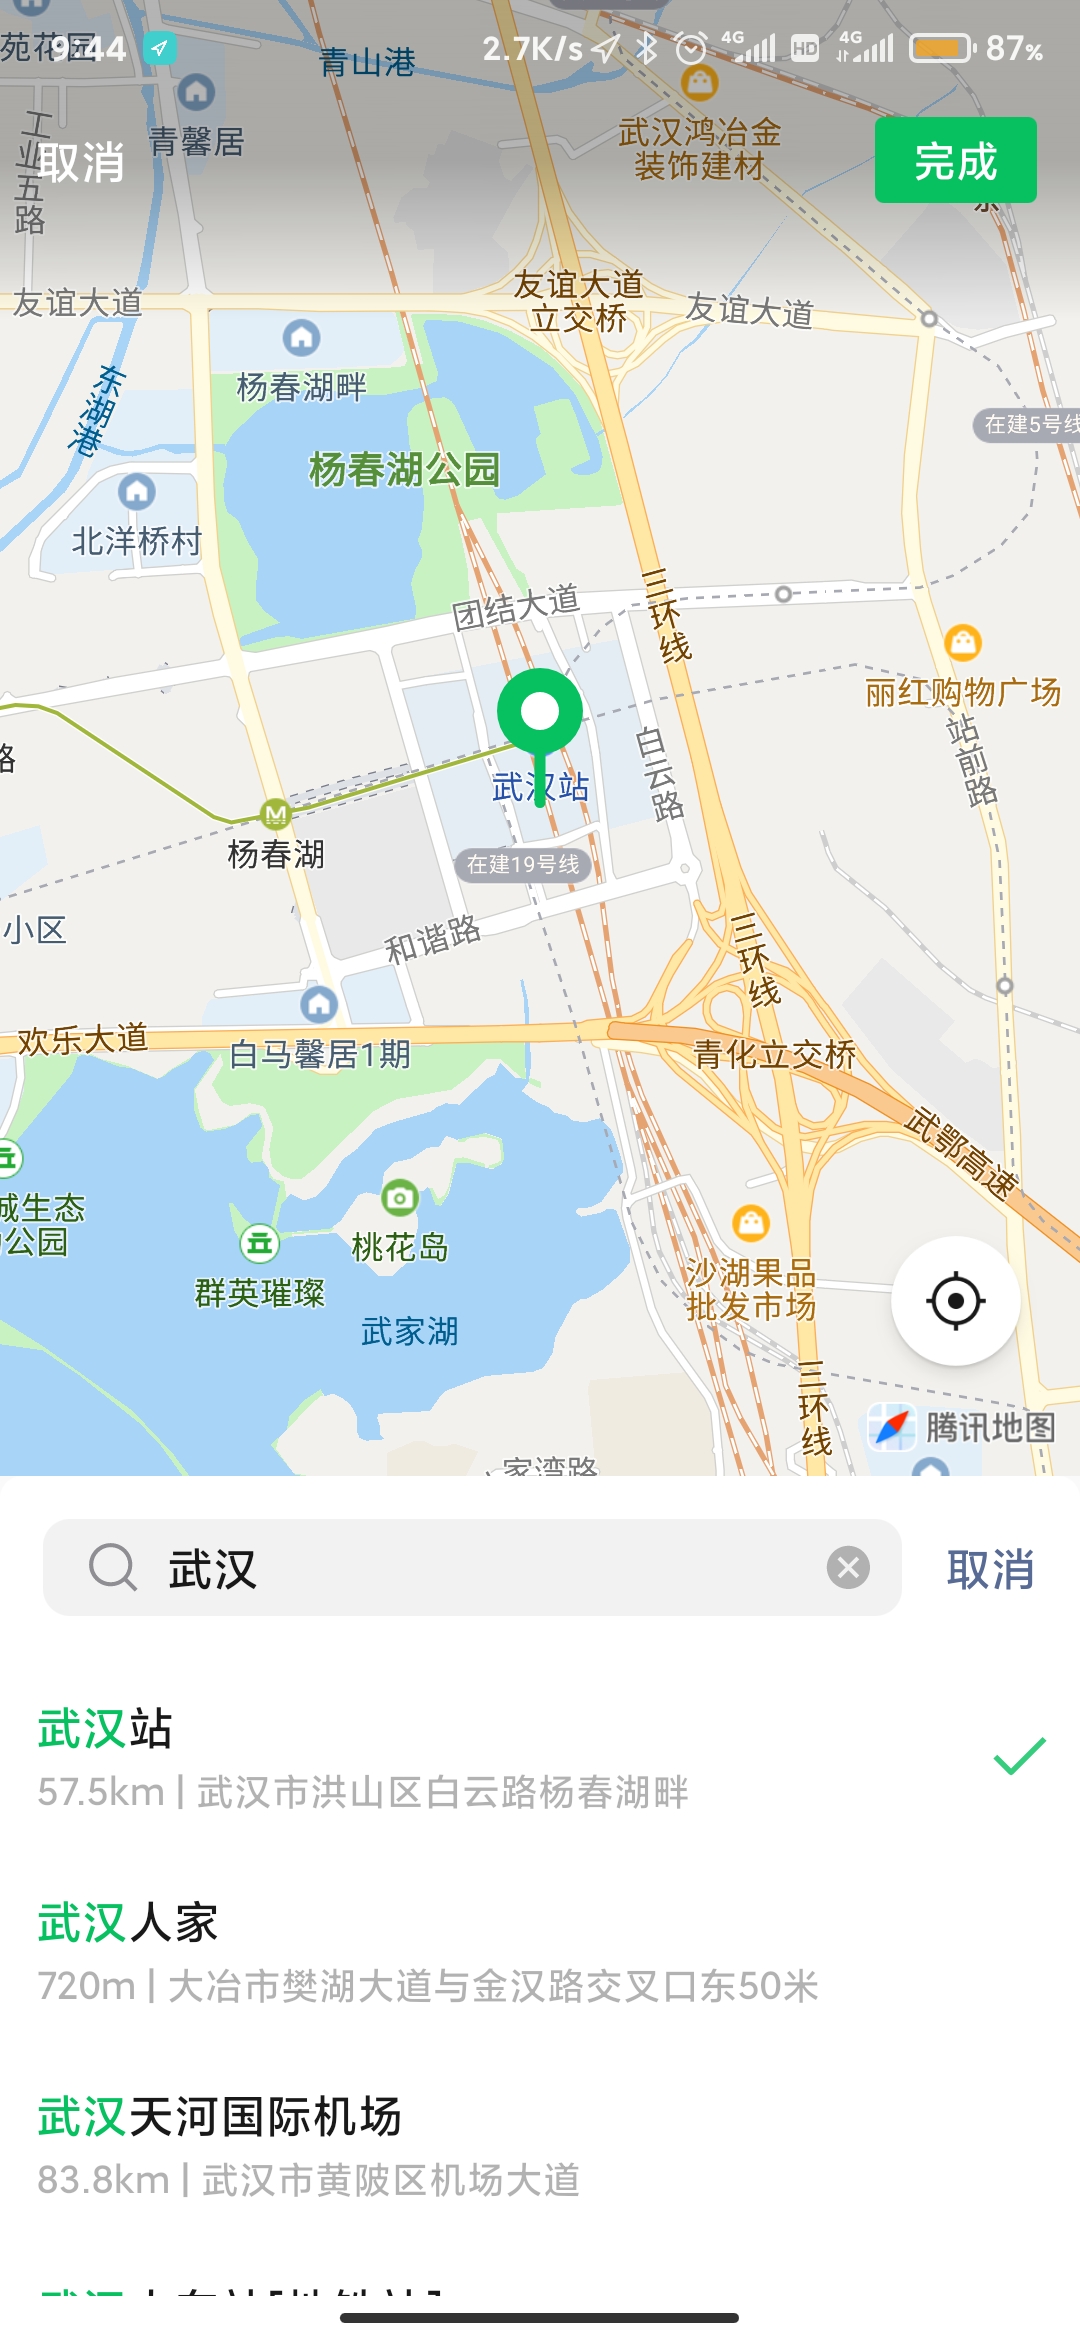 9:44
2.7K/s
4G
HD
4G
87%
取消
完成
青山港
青馨居
工业五路
武汉鸿冶金
装饰建材
友谊大道
友谊大道
立交桥
友谊大道
杨春湖畔
东湖港
在建5号线
杨春湖公园
北洋桥村
团结大道
三环线
丽红购物广场
站前路
白云路
武汉站
路
杨春湖
在建19号线
小区
和谐路
三环线
欢乐大道
白马馨居1期
青化立交桥
武鄂高速
城生态
公园
桃花岛
群英璀璨
沙湖果品
批发市场
武家湖
三环线
腾讯地图
家湾路
武汉
取消
武汉站
57.5km | 武汉市洪山区白云路杨春湖畔
武汉人家
720m | 大冶市樊湖大道与金汉路交叉口东50米
武汉天河国际机场
83.8km | 武汉市黄陂区机场大道